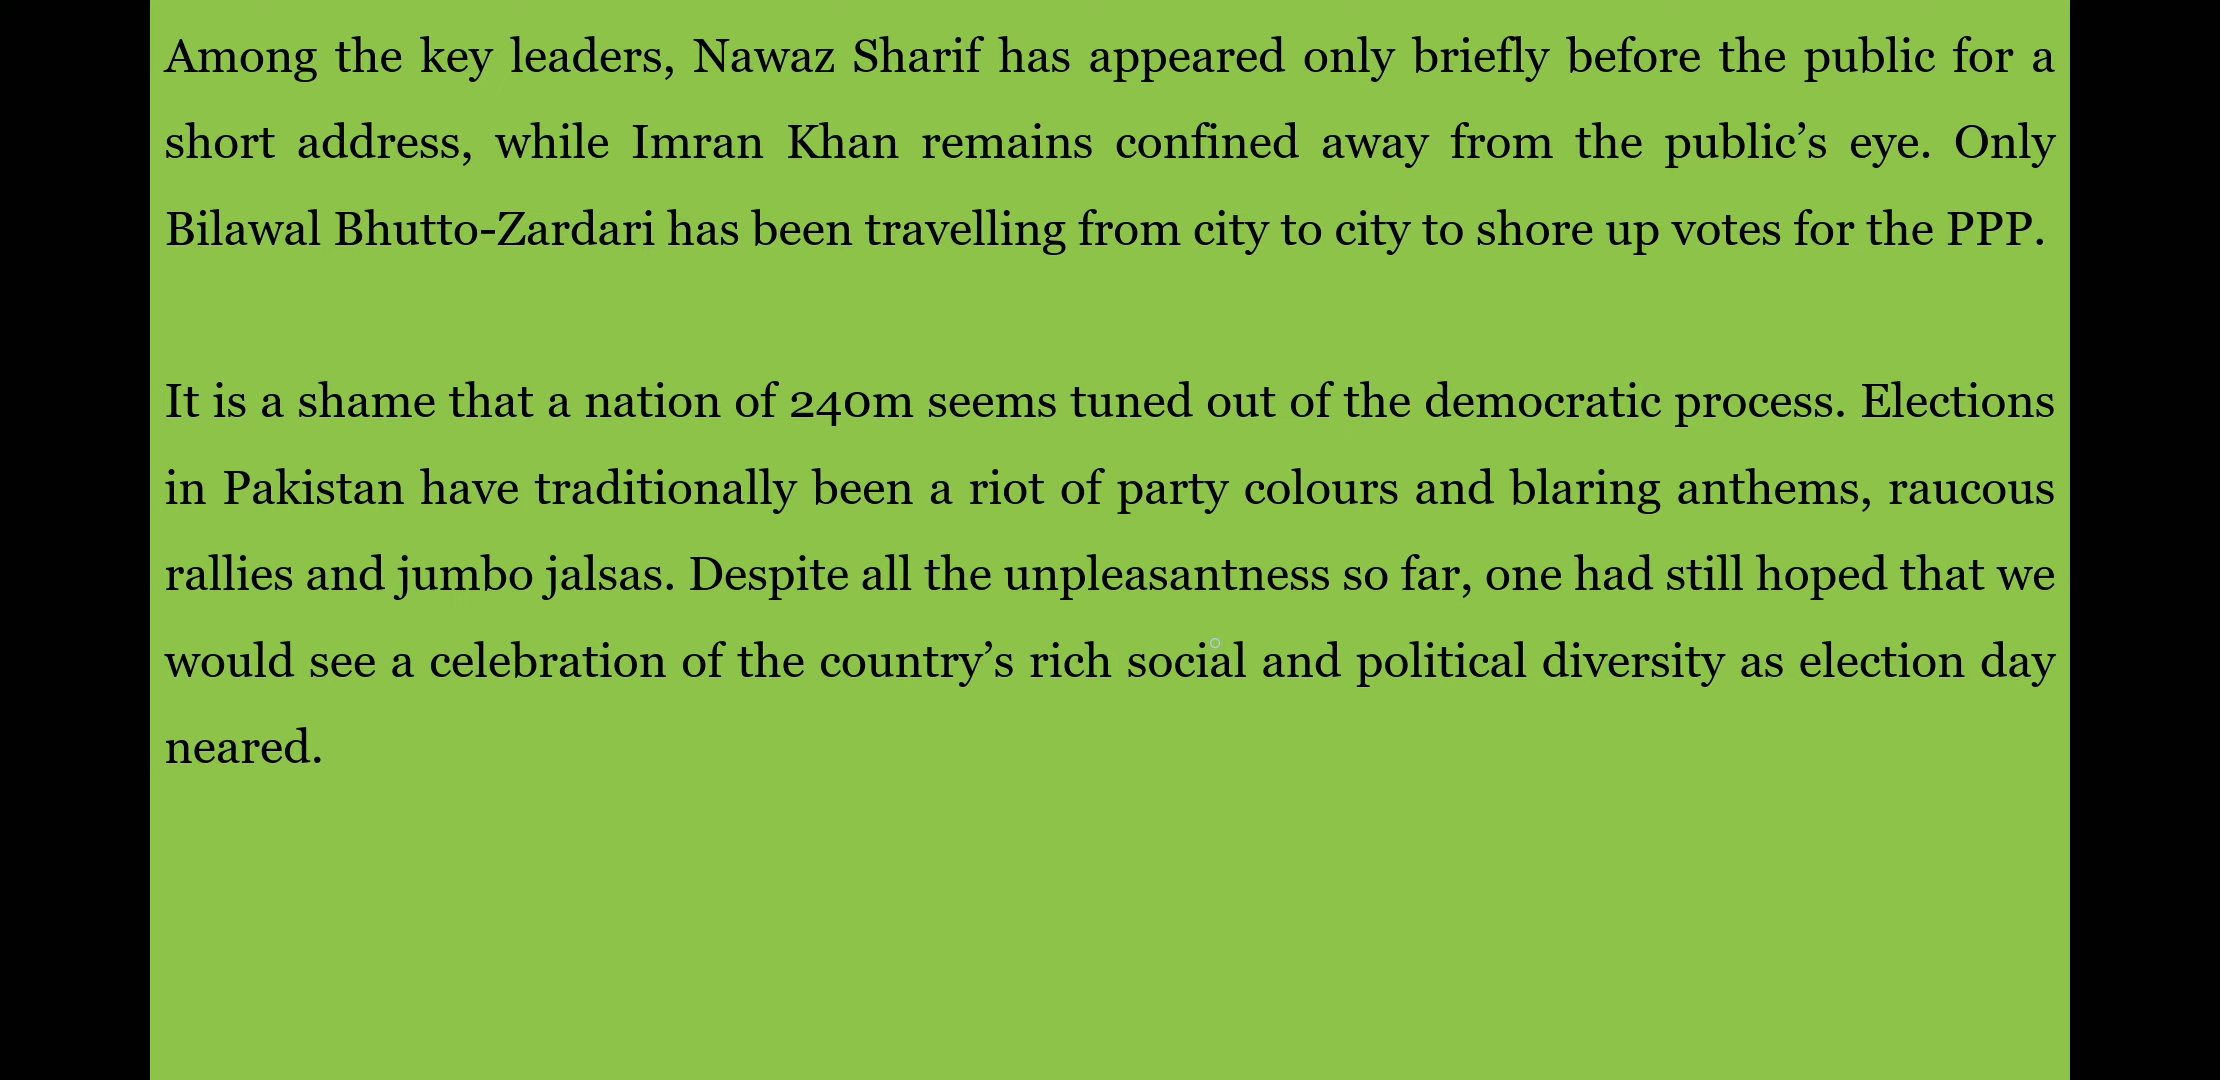 Among the key leaders, Nawaz Sharif has appeared only briefly before the public for a
short address, while Imran Khan remains confined away from the public’s eye. Only
Bilawal Bhutto-Zardari has been travelling from city to city to shore up votes for the PPP.
It is a shame that a nation of 240m seems tuned out of the democratic process. Elections
in Pakistan have traditionally been a riot of party colours and blaring anthems, raucous
rallies and jumbo jalsas. Despite all the unpleasantness so far, one had still hoped that we
would see a celebration of the country’s rich social and political diversity as election day
neared.